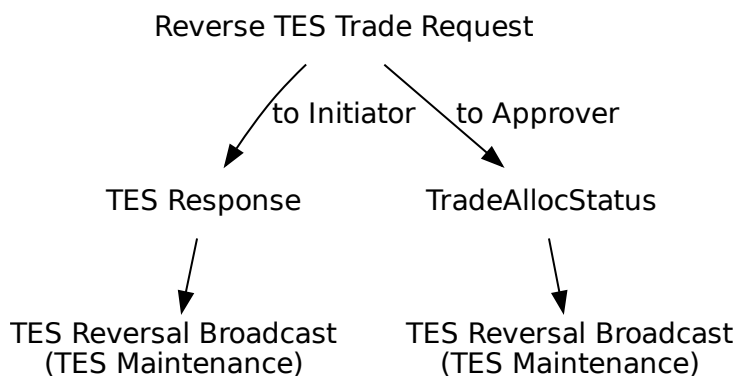 Reverse TES Trade Request
to Initiator
to Approver
TES Response
TradeAllocStatus
TES Reversal Broadcast
(TES Maintenance)
TES Reversal Broadcast
(TES Maintenance)